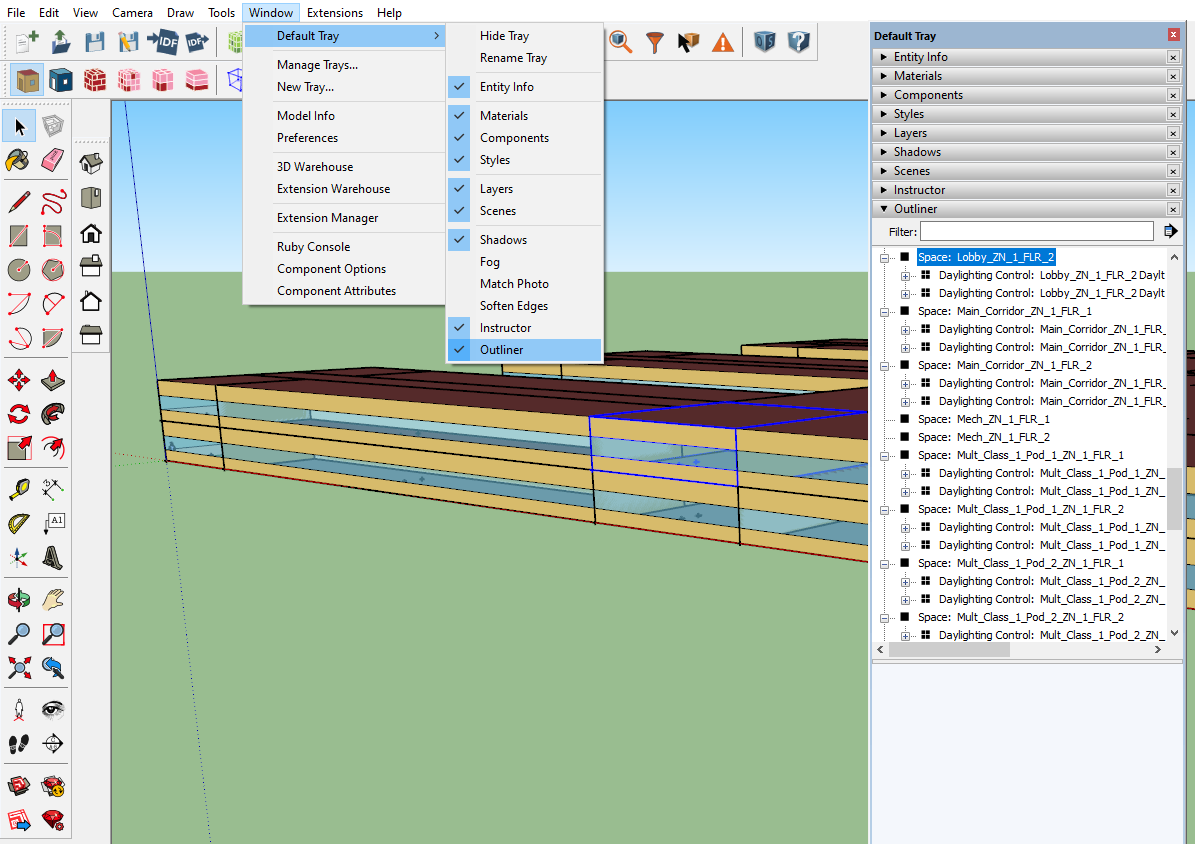 File Edit View Camera Draw Tools Window Extensions Help
IDF IDF
Default Tray
Manage Trays...
New Tray...
Model Info
Preferences
3D Warehouse
Extension Warehouse
Extension Manager
Ruby Console
Component Options
Component Attributes
Hide Tray
Rename Tray
Entity Info
Materials
Components
Styles
Layers
Scenes
Shadows
Fog
Match Photo
Soften Edges
Instructor
Outliner
A1
Default Tray
Entity Info
Materials
Components
Styles
Layers
Shadows
Scenes
Instructor
Outliner
Filter:
Space: Lobby_ZN_1_FLR_2
Daylighting Control: Lobby_ZN_1_FLR_2 Daylt
Daylighting Control: Lobby_ZN_1_FLR_2 Daylt
Space: Main_Corridor_ZN_1_FLR_1
Daylighting Control: Main_Corridor_ZN_1_FLR_
Daylighting Control: Main_Corridor_ZN_1_FLR_
Space: Main_Corridor_ZN_1_FLR_2
Daylighting Control: Main_Corridor_ZN_1_FLR_
Daylighting Control: Main_Corridor_ZN_1_FLR_
Space: Mech_ZN_1_FLR_1
Space: Mech_ZN_1_FLR_2
Space: Mult_Class_1_Pod_1_ZN_1_FLR_1
Daylighting Control: Mult_Class_1_Pod_1_ZN_
Daylighting Control: Mult_Class_1_Pod_1_ZN_
Space: Mult_Class_1_Pod_1_ZN_1_FLR_2
Daylighting Control: Mult_Class_1_Pod_1_ZN_
Daylighting Control: Mult_Class_1_Pod_1_ZN_
Space: Mult_Class_1_Pod_2_ZN_1_FLR_1
Daylighting Control: Mult_Class_1_Pod_2_ZN_
Daylighting Control: Mult_Class_1_Pod_2_ZN_
Space: Mult_Class_1_Pod_2_ZN_1_FLR_2
Daylighting Control: Mult_Class_1_Pod_2_ZN_